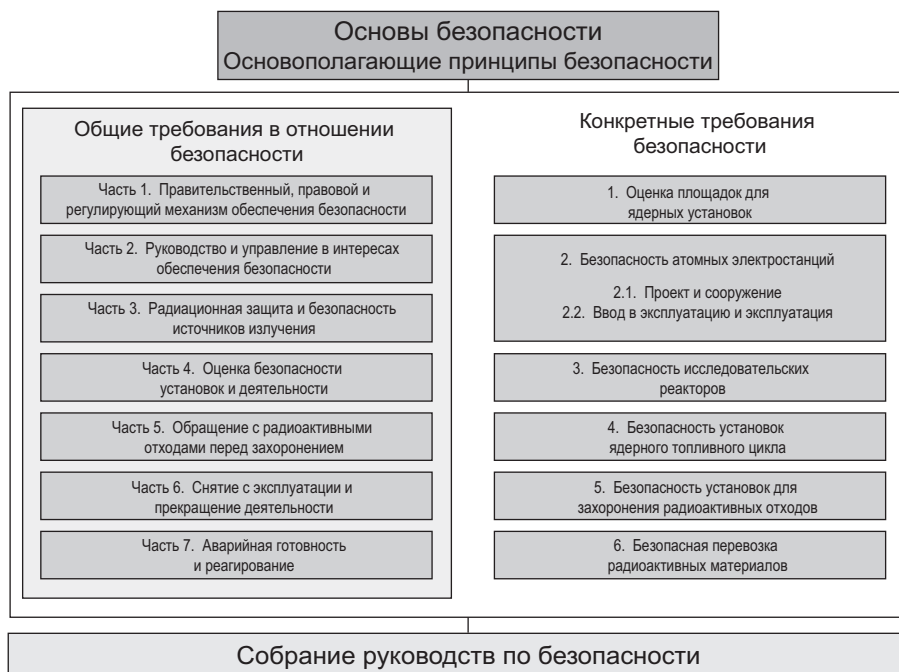 Основы безопасности
Основополагающие принципы безопасности
Общие требования в отношении
безопасности
Часть 1. Правительственный, правовой и
регулирующий механизм обеспечения безопасности
Часть 2. Руководство и управление в интересах
обеспечения безопасности
Часть 3. Радиационная защита и безопасность
источников излучения
Часть 4. Оценка безопасности
установок и деятельности
Часть 5. Обращение с радиоактивными
отходами перед захоронением
Часть 6. Снятие с эксплуатации и
прекращение деятельности
Часть 7. Аварийная готовность
и реагирование
Конкретные требования
безопасности
1. Оценка площадок для
ядерных установок
2. Безопасность атомных электростанций
2.1. Проект и сооружение
2.2. Ввод в эксплуатацию и эксплуатация
3. Безопасность исследовательских
реакторов
4. Безопасность установок
ядерного топливного цикла
5. Безопасность установок для
захоронения радиоактивных отходов
6. Безопасная перевозка
радиоактивных материалов
Собрание руководств по безопасности